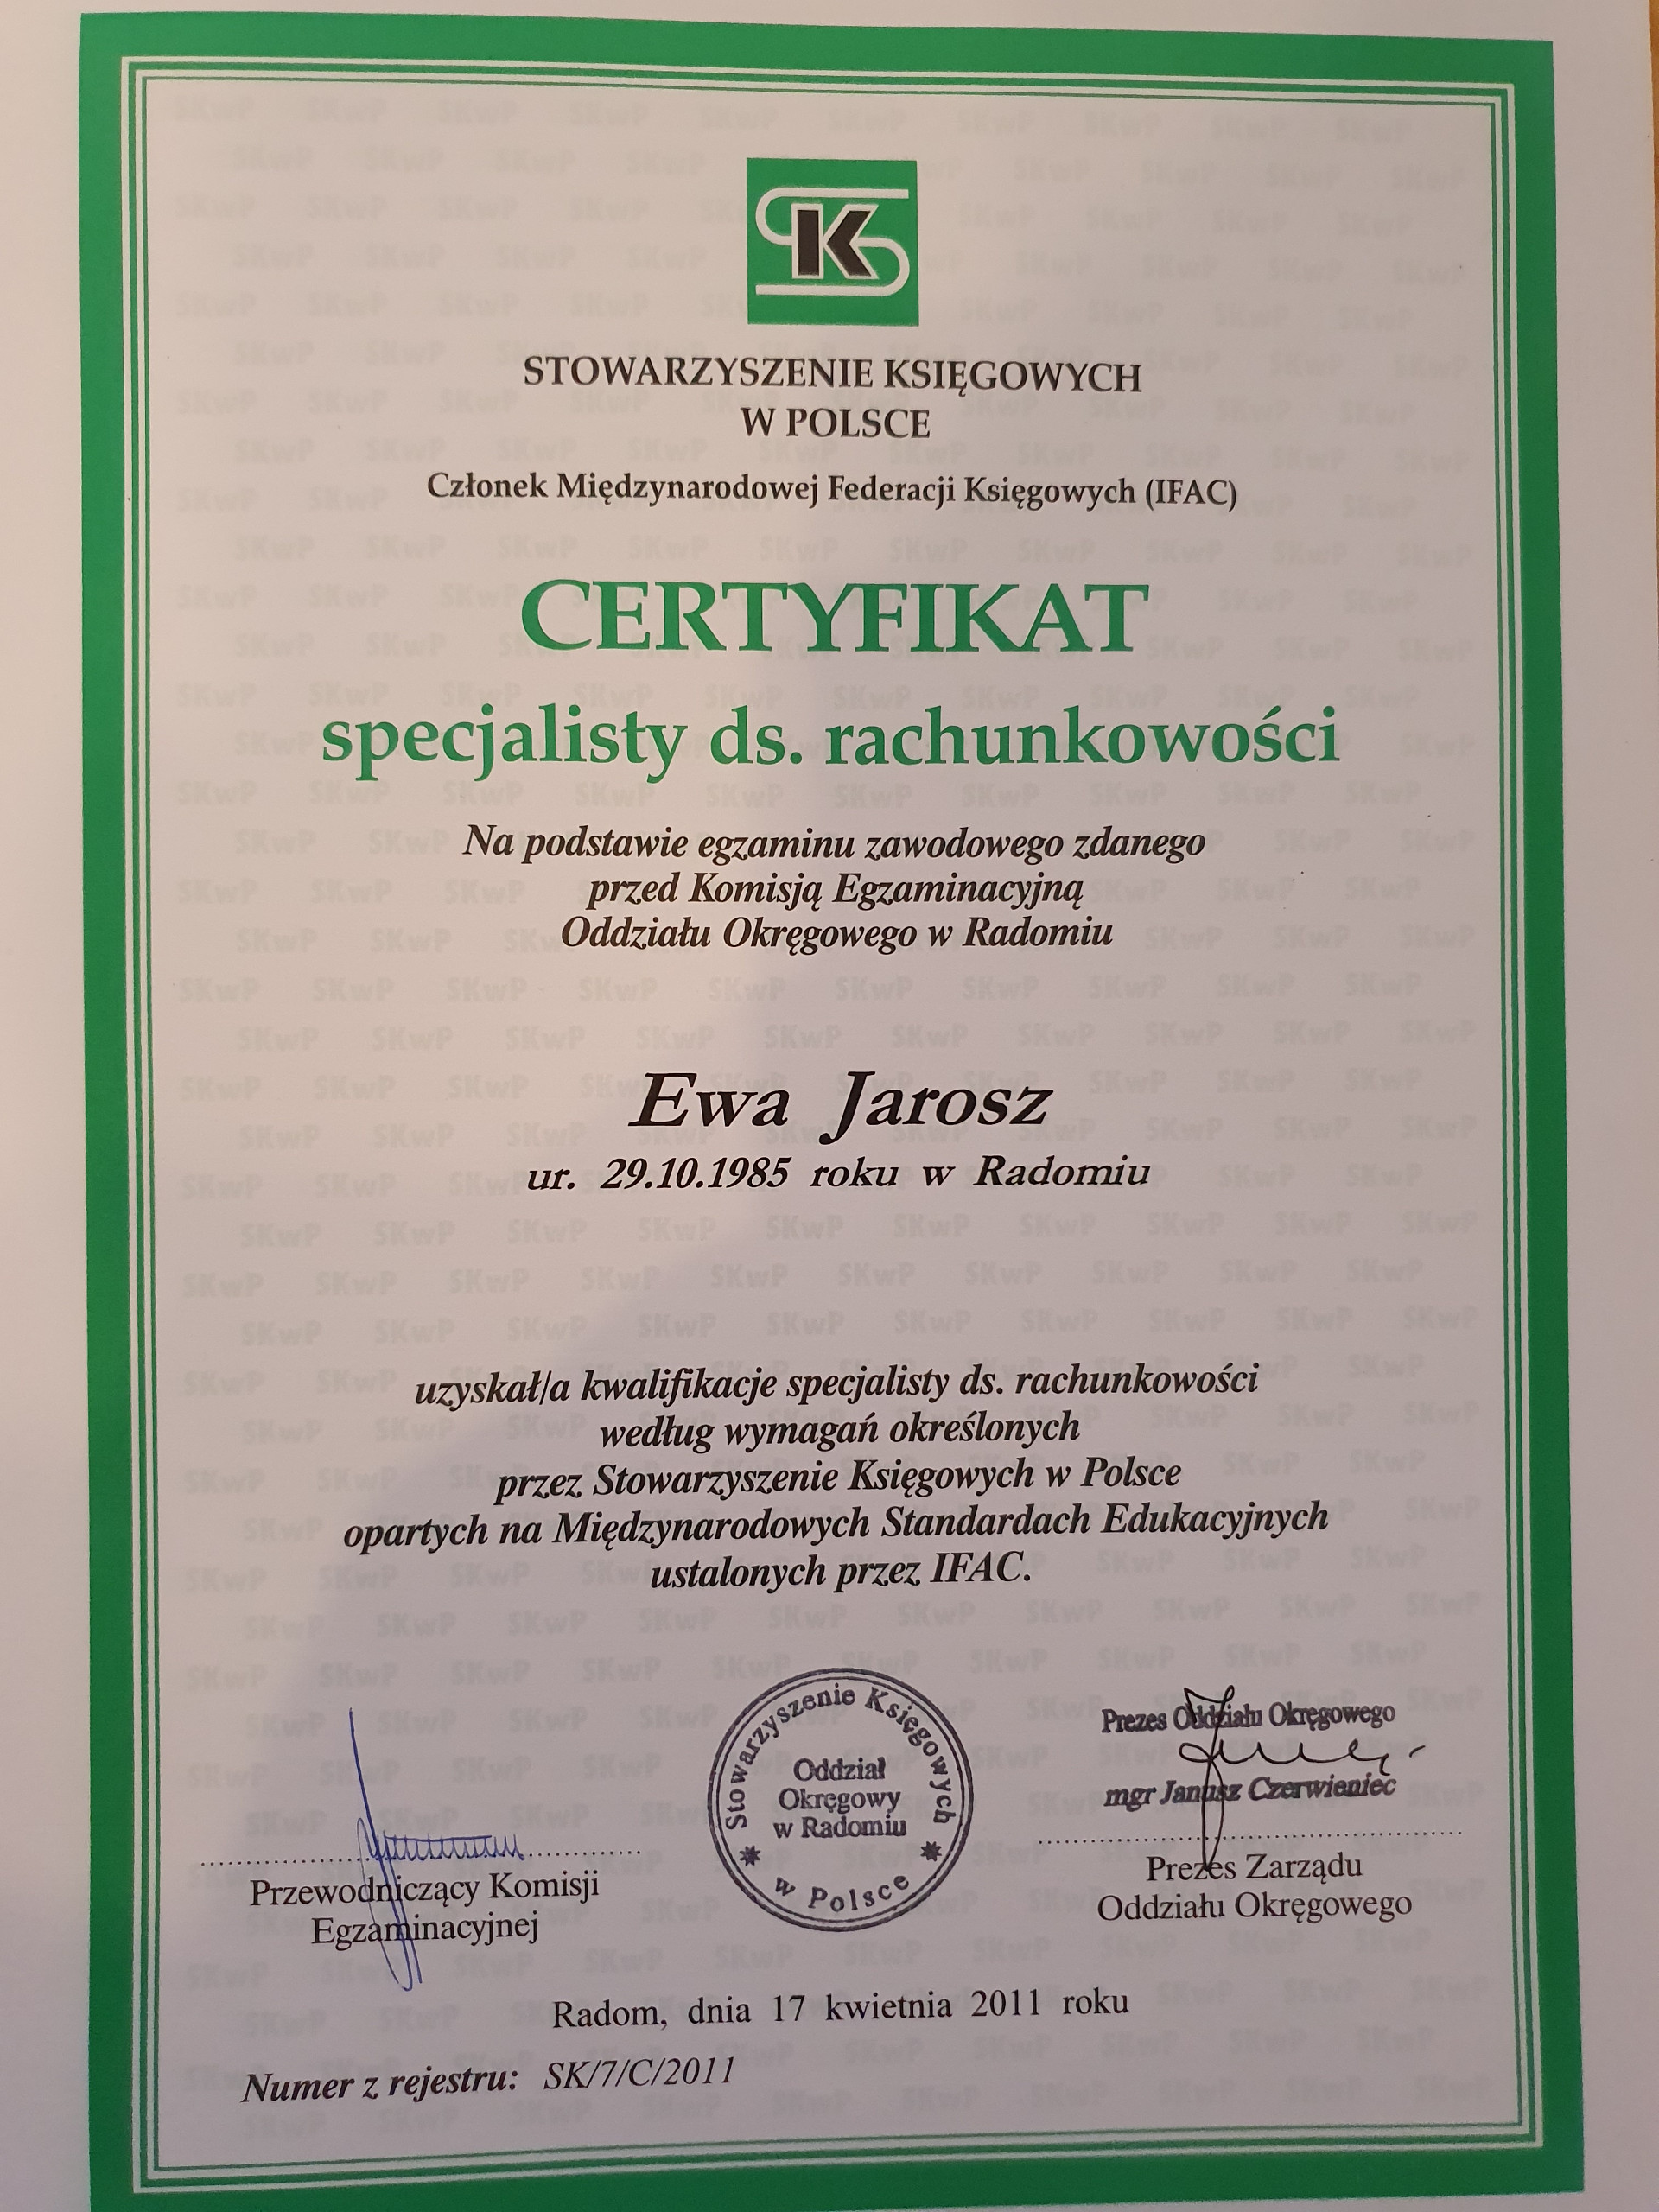 SK
STOWARZYSZENIE KSIĘGOWYCH
W POLSCE
Członek Międzynarodowej Federacji Księgowych (IFAC)
CERTYFIKAT
specjalisty ds. rachunkowości
Na podstawie egzaminu zawodowego zdanego
przed Komisją Egzaminacyjną
Oddziału Okręgowego w Radomiu
Ewa Jarosz
ur. 29.10.1985 roku w Radomiu
uzyskał/a kwalifikacje specjalisty ds. rachunkowości
według wymagań określonych
przez Stowarzyszenie Księgowych w Polsce
opartych na Międzynarodowych Standardach Edukacyjnych
ustalonych przez IFAC.
Przewodniczący Komisji
Egzaminacyjnej
Stowarzyszenie Księgowych
w Polsce
Oddział
Okręgowy
w Radomiu
Prezes Oddziału Okręgowego
mgr Janusz Czerwieniec
Prezes Zarządu
Oddziału Okręgowego
Radom, dnia 17 kwietnia 2011 roku
Numer z rejestru: SK/7/C/2011